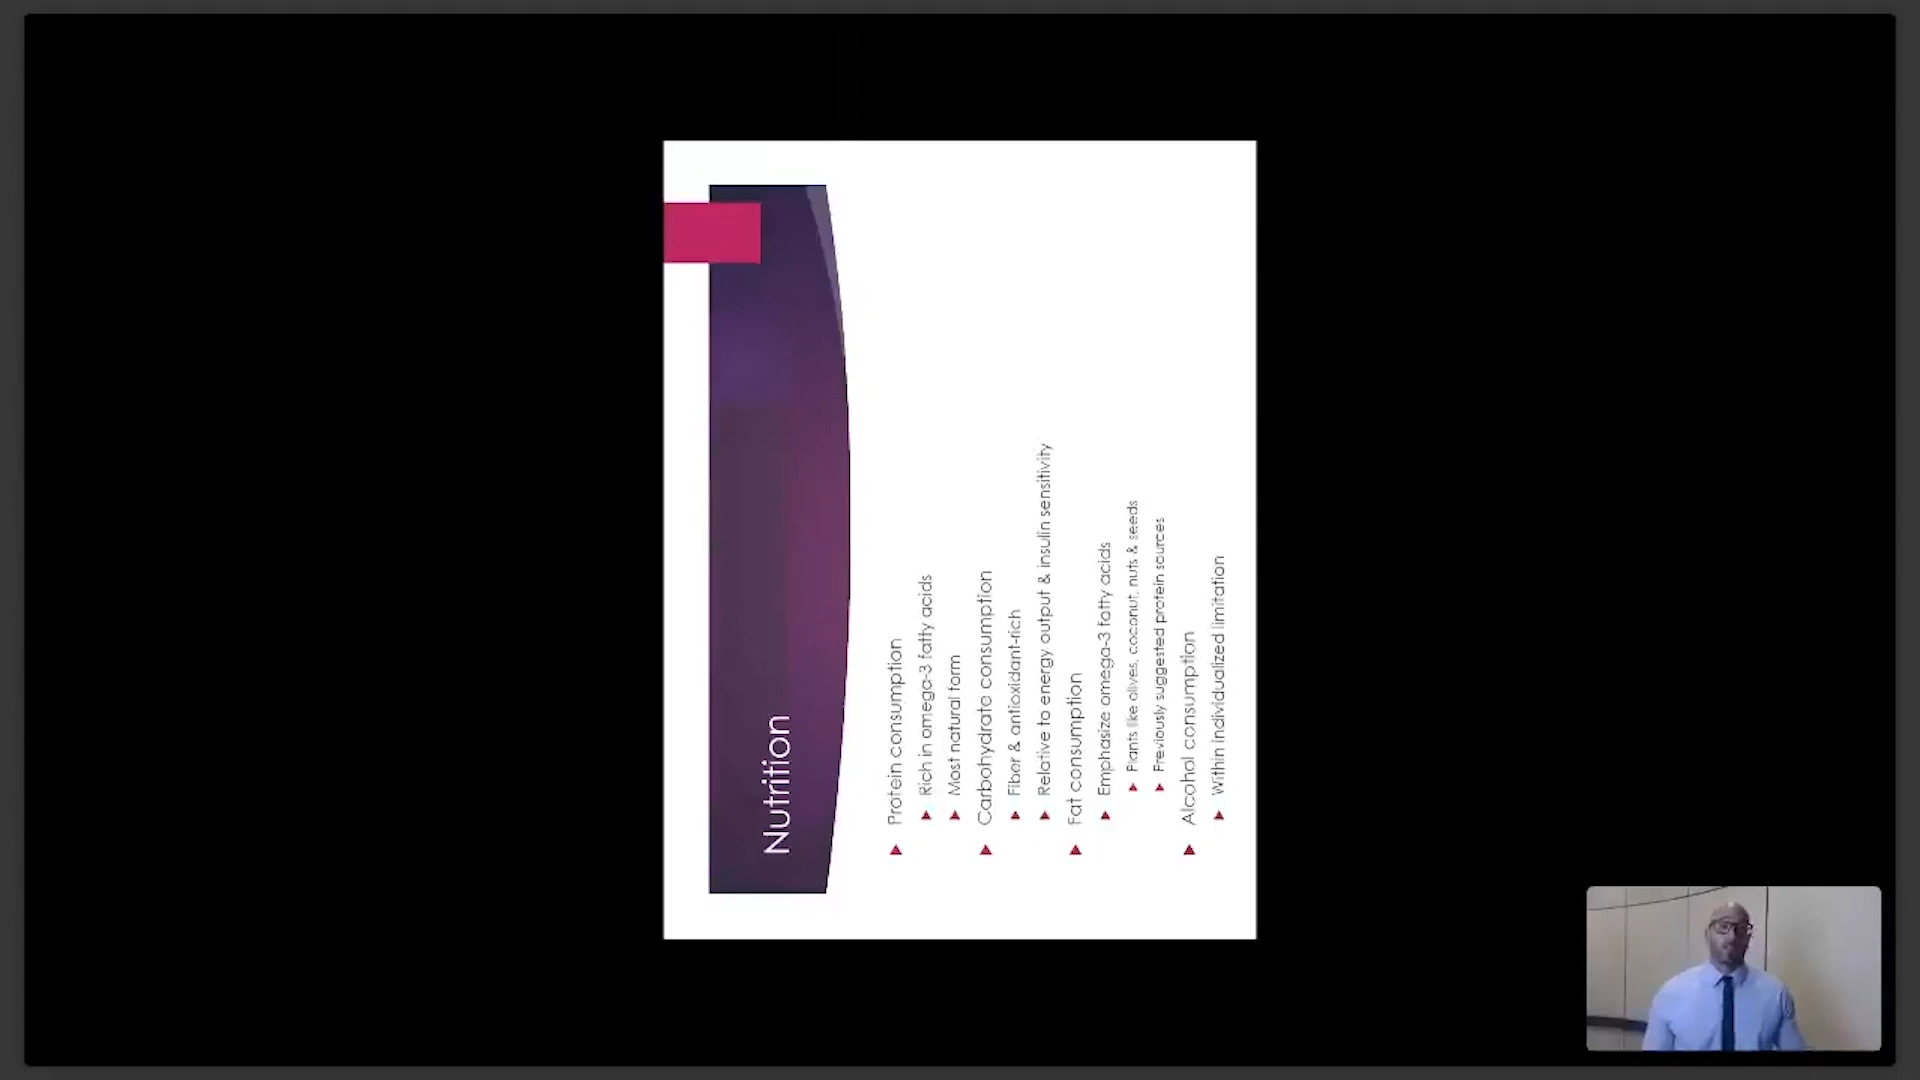 Nutrition
Protein consumption
Rich in omega-3 fatty acids
Most natural form
Carbohydrate consumption
Fiber & antioxidant-rich
Relative to energy output & insulin sensitivity
Fat consumption
Emphasize omega-3 fatty acids
Plants like olives, coconut, nuts & seeds
Previously suggested protein sources
Alcohol consumption
Within individualized limitation